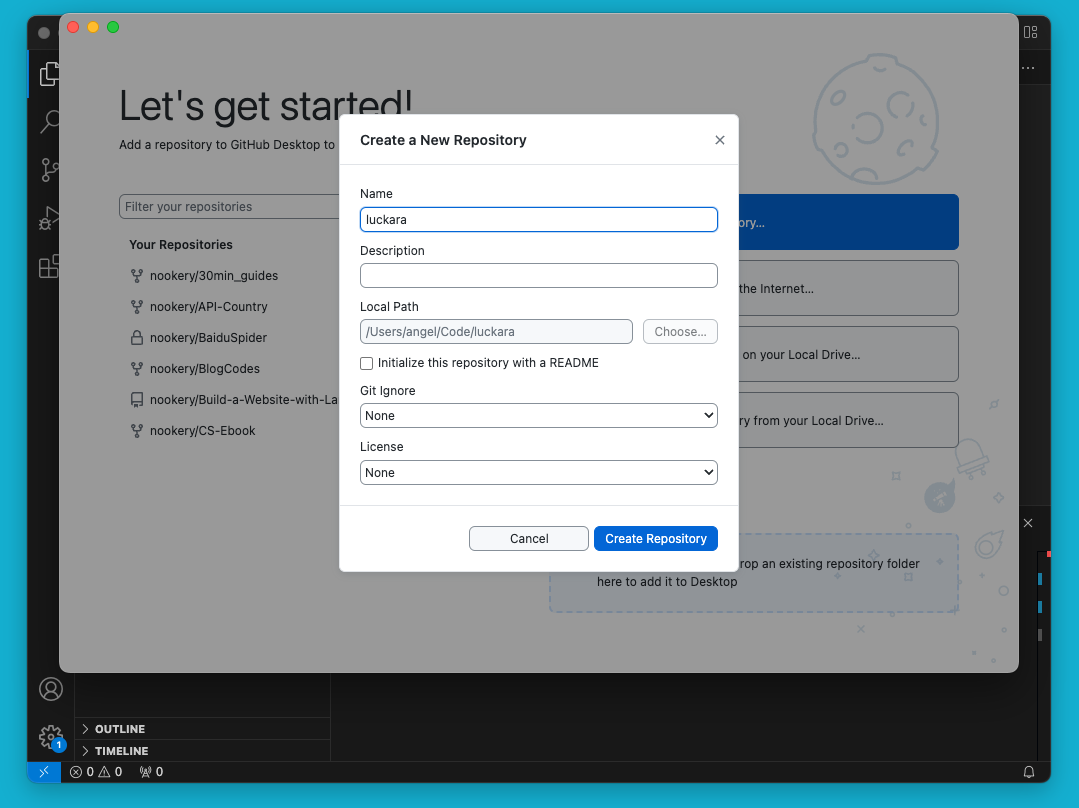 Let's get started!
Add a repository to GitHub Desktop to
Filter your repositories
Your Repositories
nookery/30min_guides
nookery/API-Country
nookery/BaiduSpider
nookery/BlogCodes
nookery/Build-a-Website-with-La
nookery/CS-Ebook
Create a New Repository
Name
luckara
Description
Local Path
/Users/angel/Code/luckara
Choose...
Initialize this repository with a README
Git Ignore
None
License
None
Cancel
Create Repository
ory...
the Internet...
on your Local Drive...
ry from your Local Drive...
rop an existing repository folder
here to add it to Desktop
1
OUTLINE
TIMELINE
0 0 0